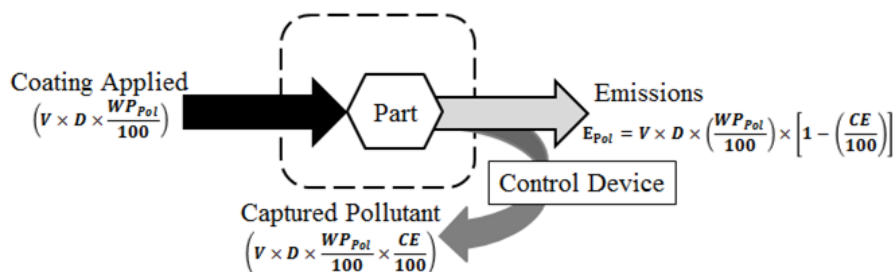 Coating Applied
(V × D × WP_Pol/100)
Part
Emissions
E_Pol = V × D × (WP_Pol/100) × [1 − (CE/100)]
Control Device
Captured Pollutant
(V × D × WP_Pol/100 × CE/100)